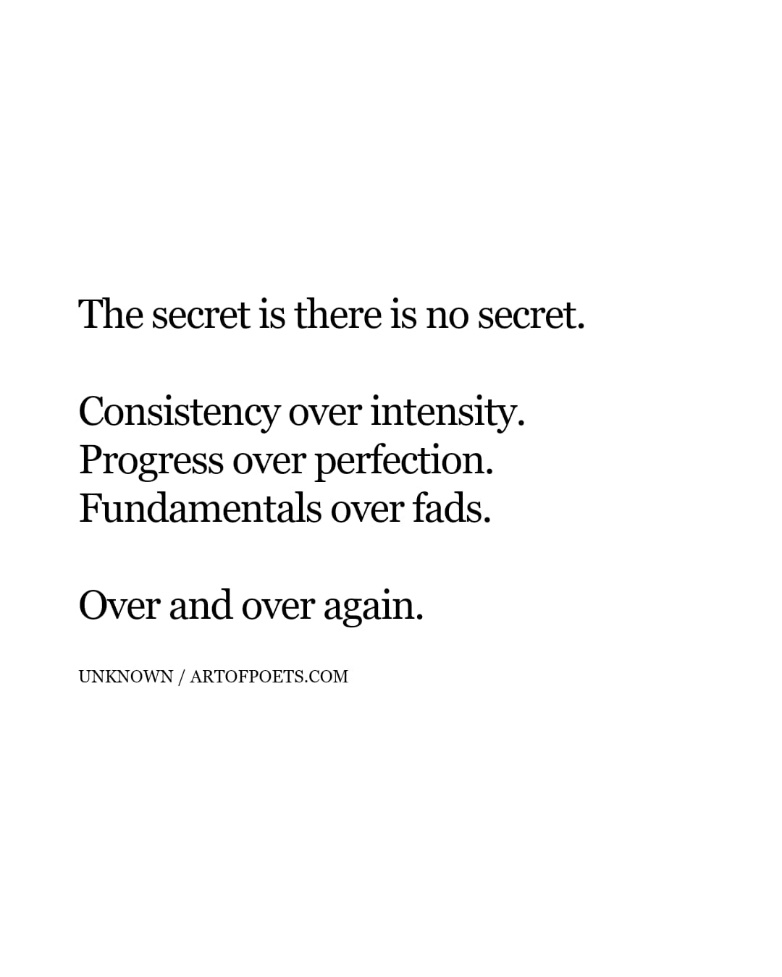 The secret is there is no secret.
Consistency over intensity.
Progress over perfection.
Fundamentals over fads.
Over and over again.
UNKNOWN / ARTOFPOETS.COM